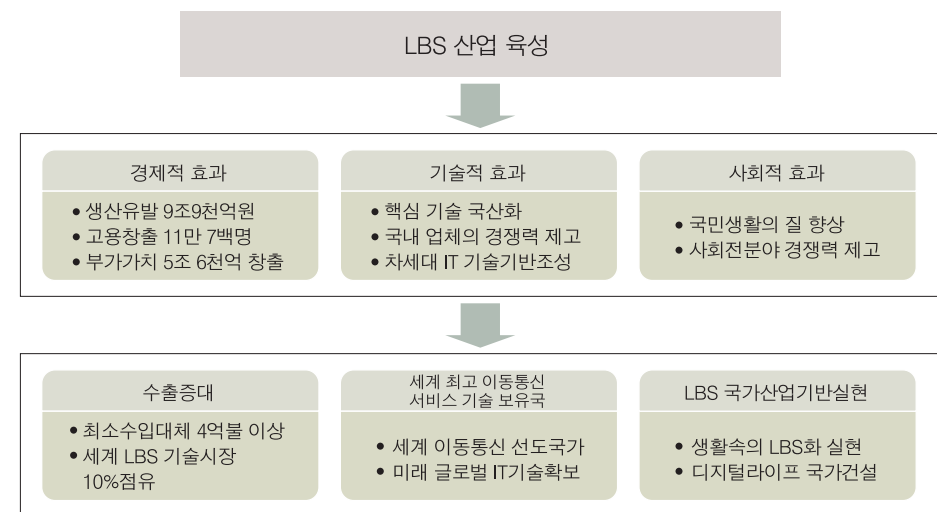 LBS 산업 육성
경제적 효과
• 생산유발 9조9천억원
• 고용창출 11만 7백명
• 부가가치 5조 6천억 창출
기술적 효과
• 핵심 기술 국산화
• 국내 업체의 경쟁력 제고
• 차세대 IT 기술기반조성
사회적 효과
• 국민생활의 질 향상
• 사회전분야 경쟁력 제고
수출증대
• 최소수입대체 4억불 이상
• 세계 LBS 기술시장
10%점유
세계 최고 이동통신
서비스 기술 보유국
• 세계 이동통신 선도국가
• 미래 글로벌 IT기술확보
LBS 국가산업기반실현
• 생활속의 LBS화 실현
• 디지털라이프 국가건설